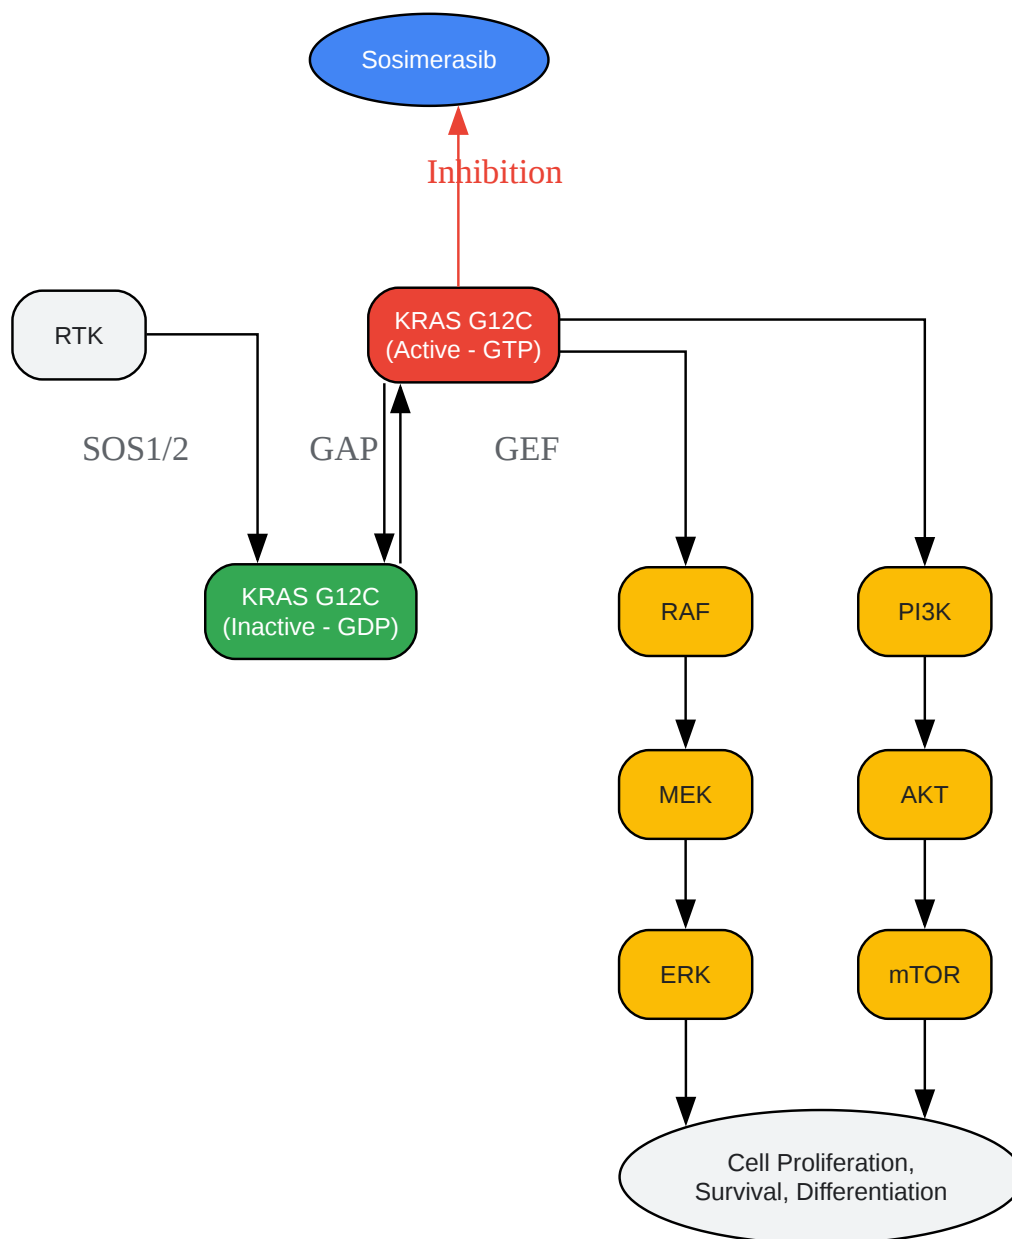 Sosimerasib
Inhibition
RTK
KRAS G12C
(Active - GTP)
SOS1/2
GAP
GEF
KRAS G12C
(Inactive - GDP)
RAF
PI3K
MEK
AKT
ERK
mTOR
Cell Proliferation,
Survival, Differentiation